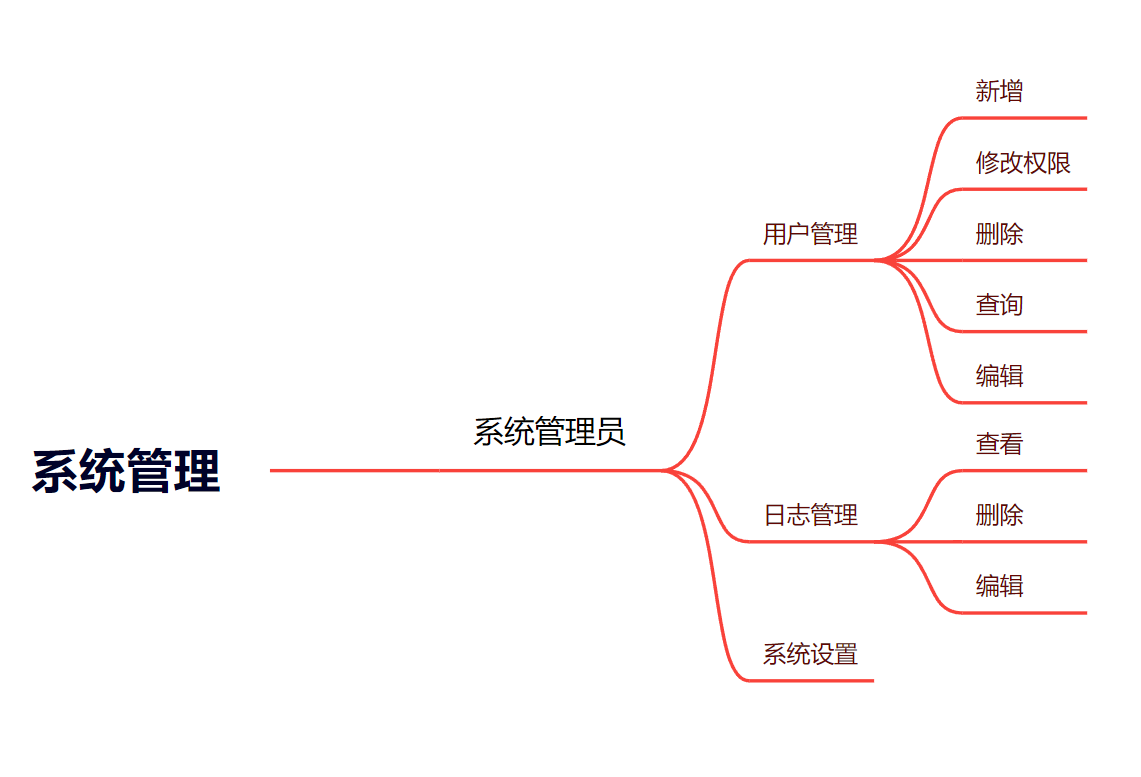 系统管理
系统管理员
用户管理
新增
修改权限
删除
查询
编辑
日志管理
查看
删除
编辑
系统设置